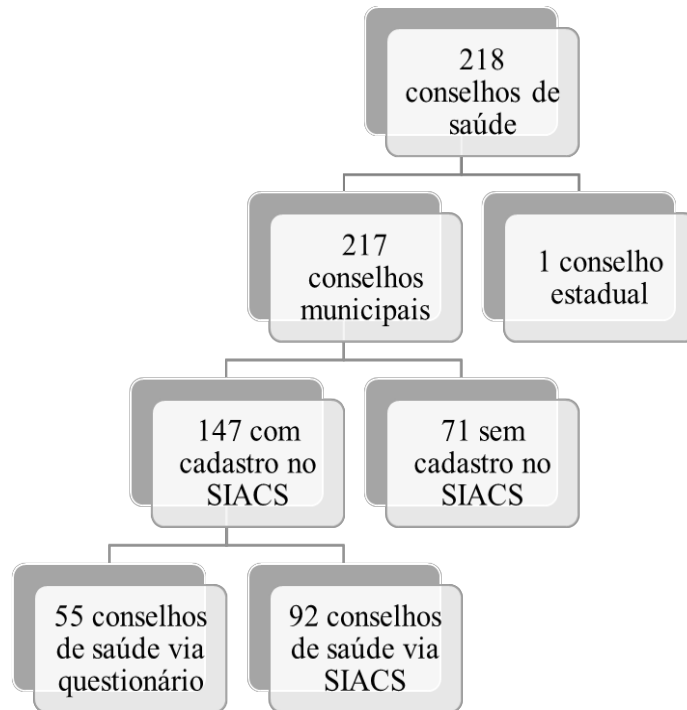 218
conselhos de
saúde
217
conselhos
municipais
1 conselho
estadual
147 com
cadastro no
SIACS
71 sem
cadastro no
SIACS
55 conselhos
de saúde via
questionário
92 conselhos
de saúde via
SIACS